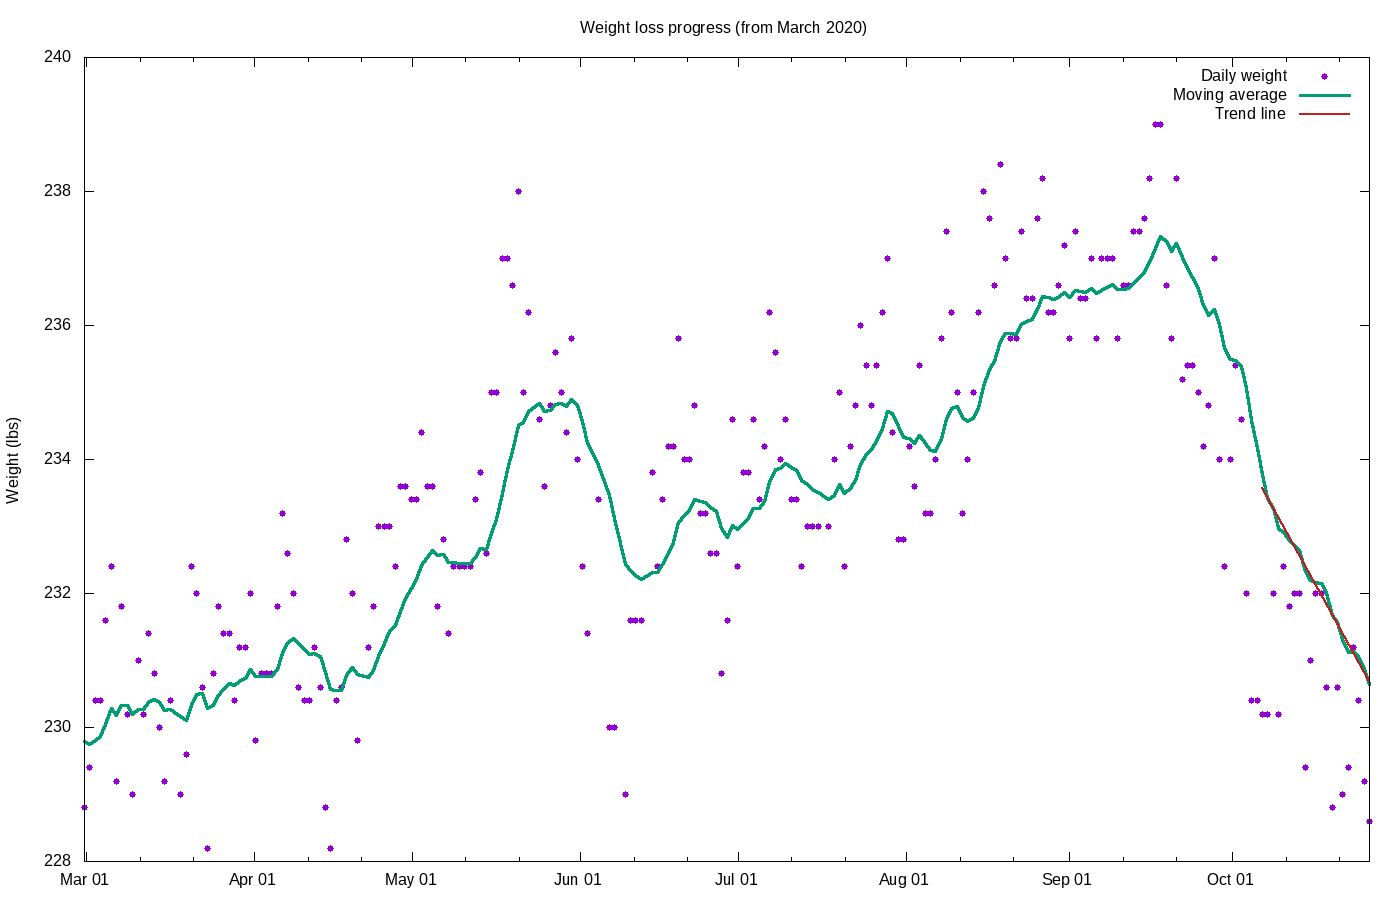 Weight loss progress (from March 2020)
Daily weight
Moving average
Trend line
Weight (lbs)
240
238
236
234
232
230
228
Mar 01 Apr 01 May 01 Jun 01 Jul 01 Aug 01 Sep 01 Oct 01